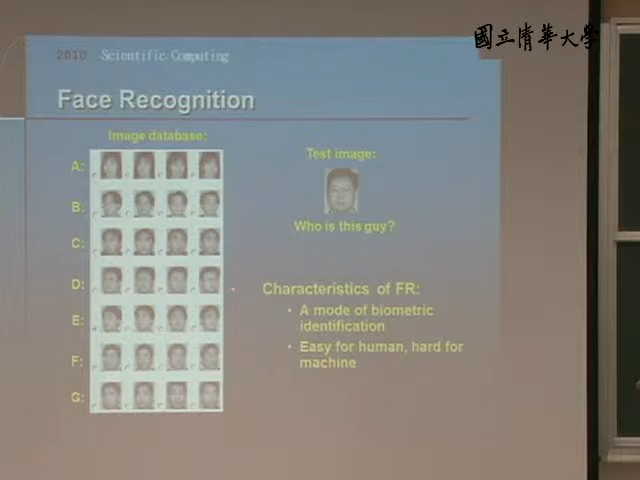 國立清華大學
2010 Scientific Computing
Face Recognition
Image database:
A:
B:
C:
D:
E:
F:
G:
Test image:
Who is this guy?
Characteristics of FR:
• A mode of biometric
identification
• Easy for human, hard for
machine